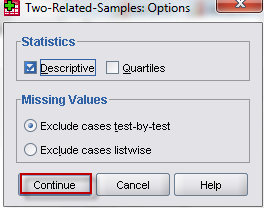 Two-Related-Samples: Options
Statistics
Descriptive Quartiles
Missing Values
Exclude cases test-by-test
Exclude cases listwise
Continue Cancel Help